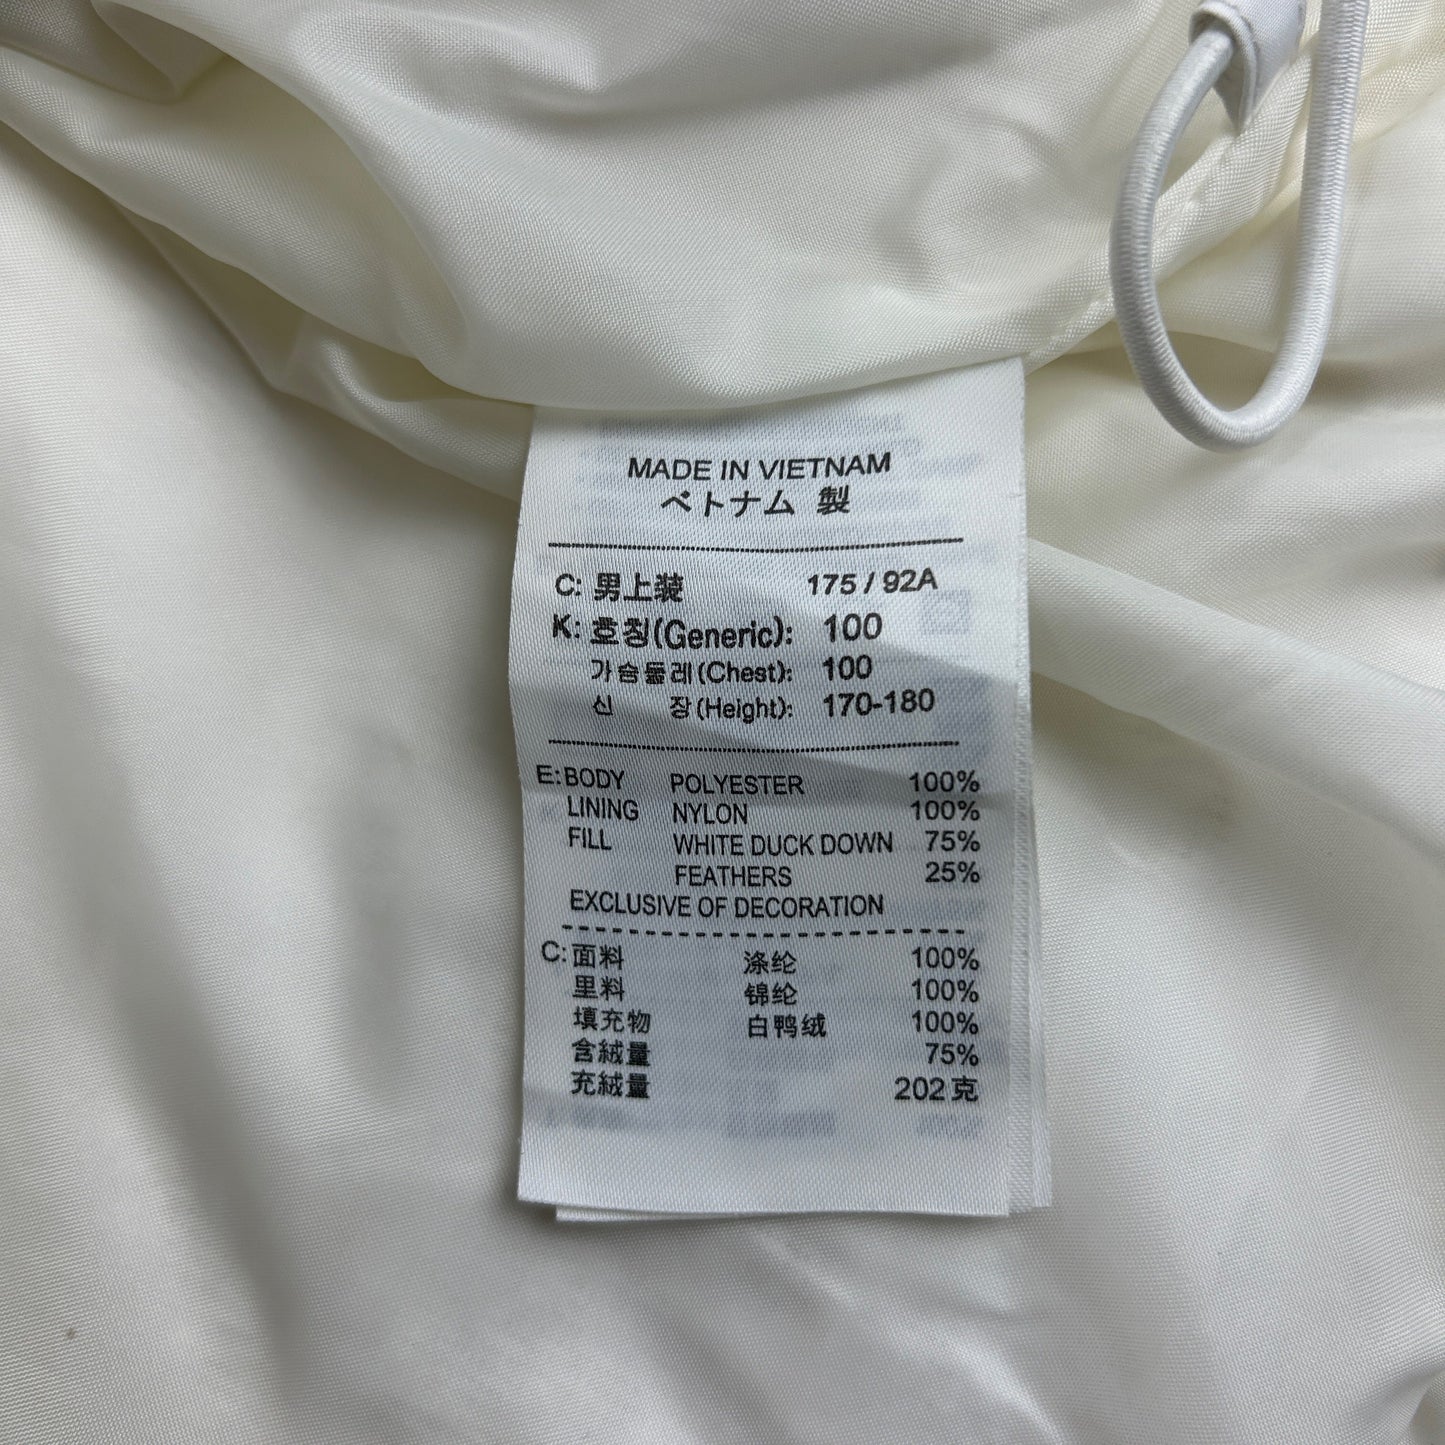 MADE IN VIETNAM
ベトナム 製
C: 男上裝 175 / 92A
K: 호칭(Generic): 100
가슴둘레(Chest): 100
신 장(Height): 170-180
E: BODY POLYESTER 100%
LINING NYLON 100%
FILL WHITE DUCK DOWN 75%
FEATHERS 25%
EXCLUSIVE OF DECORATION
C: 面料 涤纶 100%
里料 锦纶 100%
填充物 白鸭绒 100%
含絨量 75%
充絨量 202克